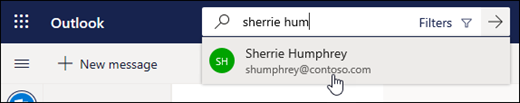 Outlook
sherrie hum
Filters
New message
SH
Sherrie Humphrey
shumphrey@contoso.com